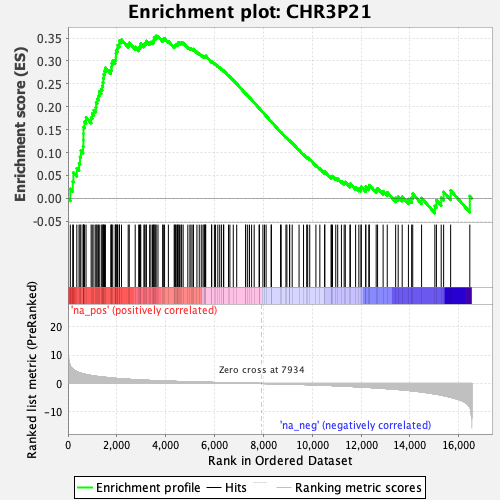 Enrichment plot: CHR3P21
Enrichment score (ES)
0.35
0.30
0.25
0.20
0.15
0.10
0.05
0.00
-0.05
'na_pos' (positively correlated)
Ranked list metric (PreRanked)
20
10
0
-10
Zero cross at 7934
'na_neg' (negatively correlated)
0
2,000
4,000
6,000
8,000
10,000
12,000
14,000
16,000
Rank in Ordered Dataset
Enrichment profile
Hits
Ranking metric scores